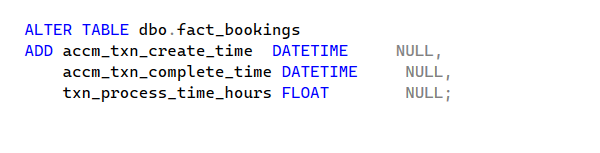 ALTER TABLE dbo.fact_bookings
ADD accm_txn_create_time  DATETIME     NULL,
    accm_txn_complete_time DATETIME     NULL,
    txn_process_time_hours FLOAT        NULL;